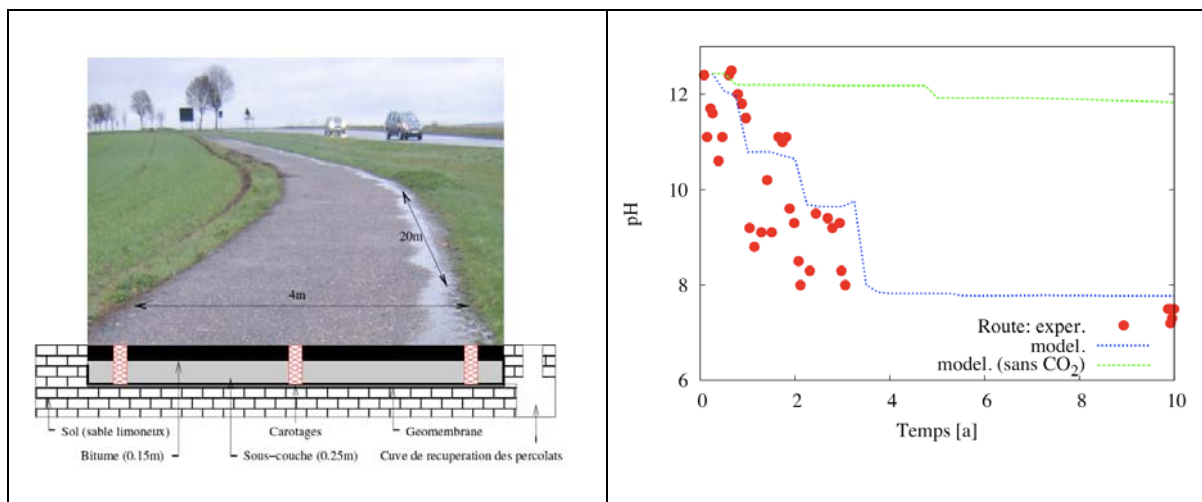 20m
4m
Sol (sable limoneux)
Carotages
Geomembrane
Bitume (0.15m)
Sous-couche (0.25m)
Cuve de recuperation des percolats
12
10
8
6
pH
0
2
4
6
8
10
Temps [a]
Route: exper.
model.
model. (sans CO₂)